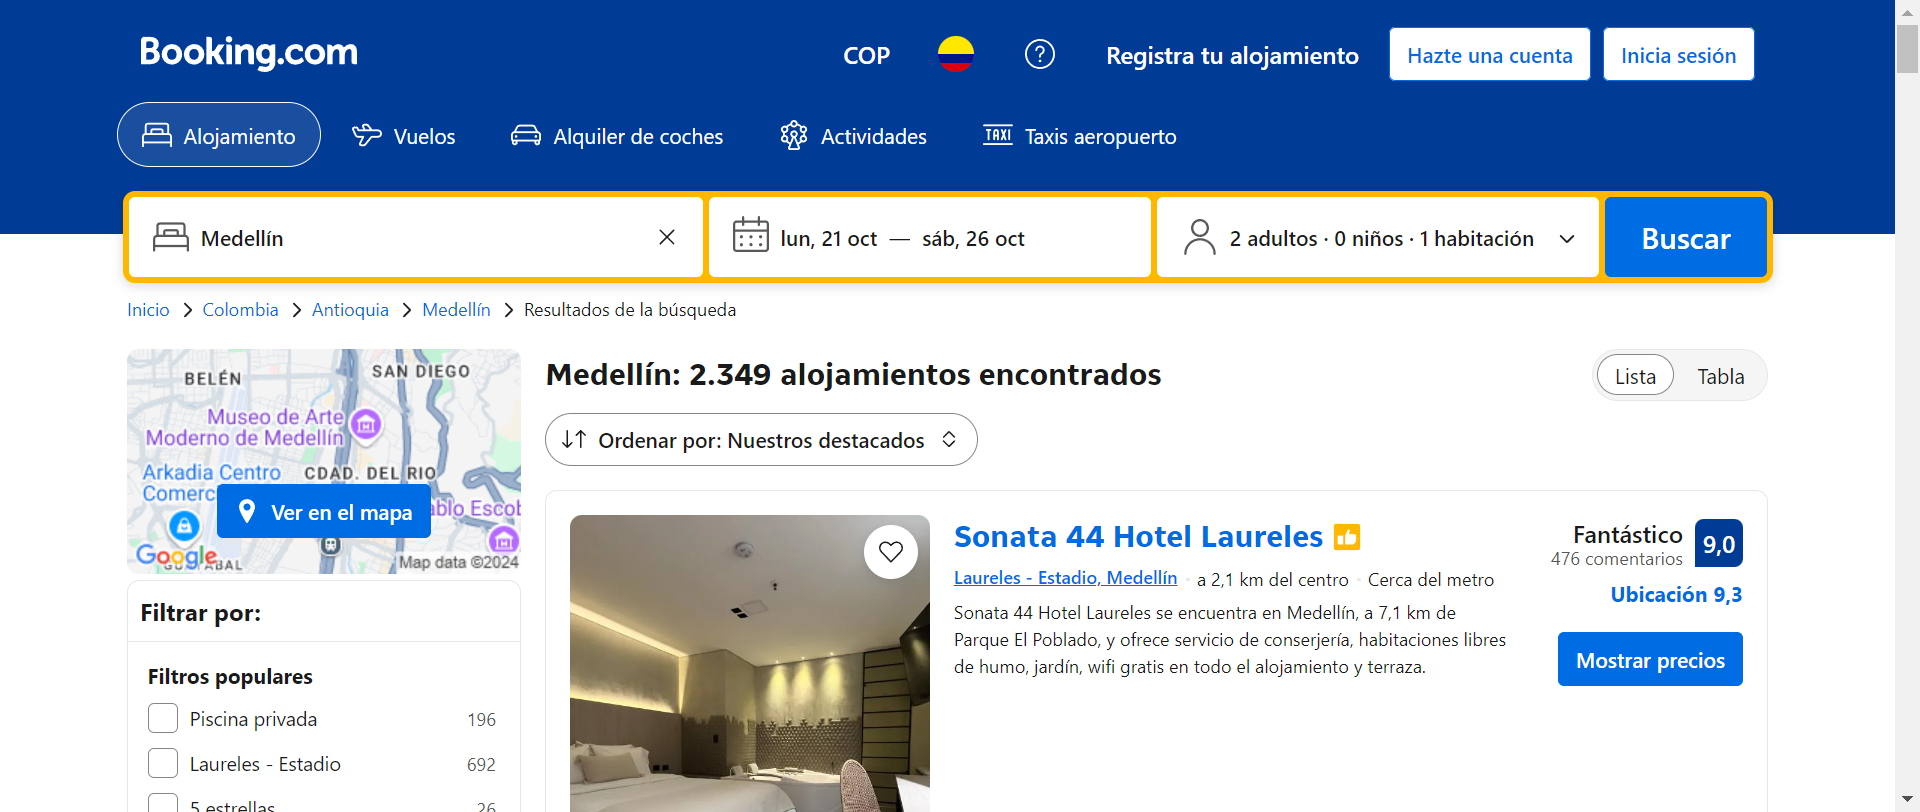 Booking.com
COP
Registra tu alojamiento
Hazte una cuenta
Inicia sesión
Alojamiento
Vuelos
Alquiler de coches
Actividades
TAXI
Taxis aeropuerto
Medellín
lun, 21 oct — sáb, 26 oct
2 adultos · 0 niños · 1 habitación
Buscar
Inicio
Colombia
Antioquia
Medellín
Resultados de la búsqueda
BELÉN
SAN DIEGO
Museo de Arte
Moderno de Medellín
Arkadia Centro
CDAD. DEL RIO
Ver en el mapa
Google
Map data ©2024
Filtrar por:
Filtros populares
Piscina privada 196
Laureles - Estadio 692
5 estrellas 26
Medellín: 2.349 alojamientos encontrados
Lista
Tabla
Ordenar por: Nuestros destacados
Sonata 44 Hotel Laureles
Laureles - Estadio, Medellín
a 2,1 km del centro
Cerca del metro
Sonata 44 Hotel Laureles se encuentra en Medellín, a 7,1 km de
Parque El Poblado, y ofrece servicio de conserjería, habitaciones libres
de humo, jardín, wifi gratis en todo el alojamiento y terraza.
Fantástico
476 comentarios
9,0
Ubicación 9,3
Mostrar precios